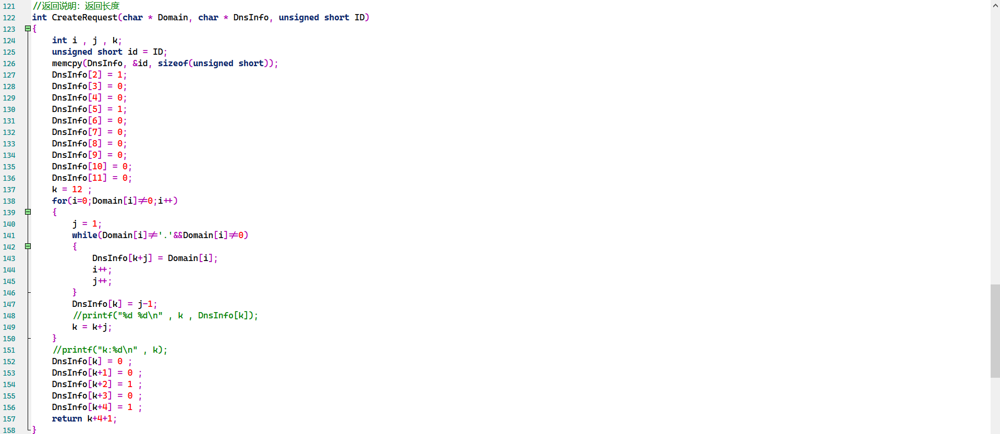 121 //返回说明：返回长度
122 int CreateRequest(char * Domain, char * DnsInfo, unsigned short ID)
123 {
124 int i , j , k;
125 unsigned short id = ID;
126 memcpy(DnsInfo, &id, sizeof(unsigned short));
127 DnsInfo[2] = 1;
128 DnsInfo[3] = 0;
129 DnsInfo[4] = 0;
130 DnsInfo[5] = 1;
131 DnsInfo[6] = 0;
132 DnsInfo[7] = 0;
133 DnsInfo[8] = 0;
134 DnsInfo[9] = 0;
135 DnsInfo[10] = 0;
136 DnsInfo[11] = 0;
137 k = 12 ;
138 for(i=0;Domain[i]!=0;i++)
139 {
140 j = 1;
141 while(Domain[i]!='.'&&Domain[i]!=0)
142 {
143 DnsInfo[k+j] = Domain[i];
144 i++;
145 j++;
146 }
147 DnsInfo[k] = j-1;
148 //printf("%d %d\n" , k , DnsInfo[k]);
149 k = k+j;
150 }
151 //printf("k:%d\n" , k);
152 DnsInfo[k] = 0 ;
153 DnsInfo[k+1] = 0 ;
154 DnsInfo[k+2] = 1 ;
155 DnsInfo[k+3] = 0 ;
156 DnsInfo[k+4] = 1 ;
157 return k+4+1;
158 }